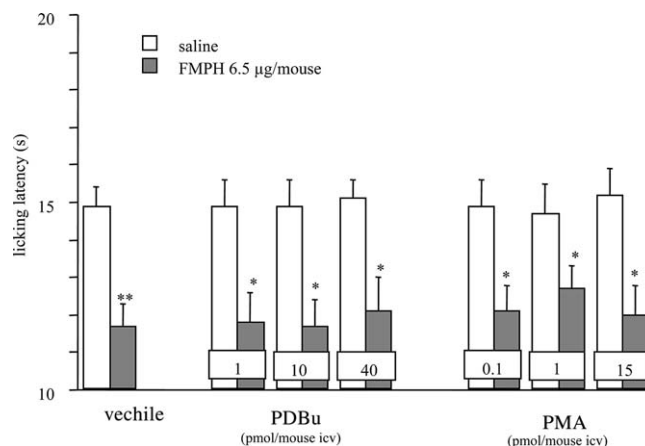 20
saline
FMPH 6.5 µg/mouse
licking latency (s)
15
**
*
*
*
*
*
*
1
10
40
0.1
1
15
10
vechile
PDBu
(pmol/mouse icv)
PMA
(pmol/mouse icv)